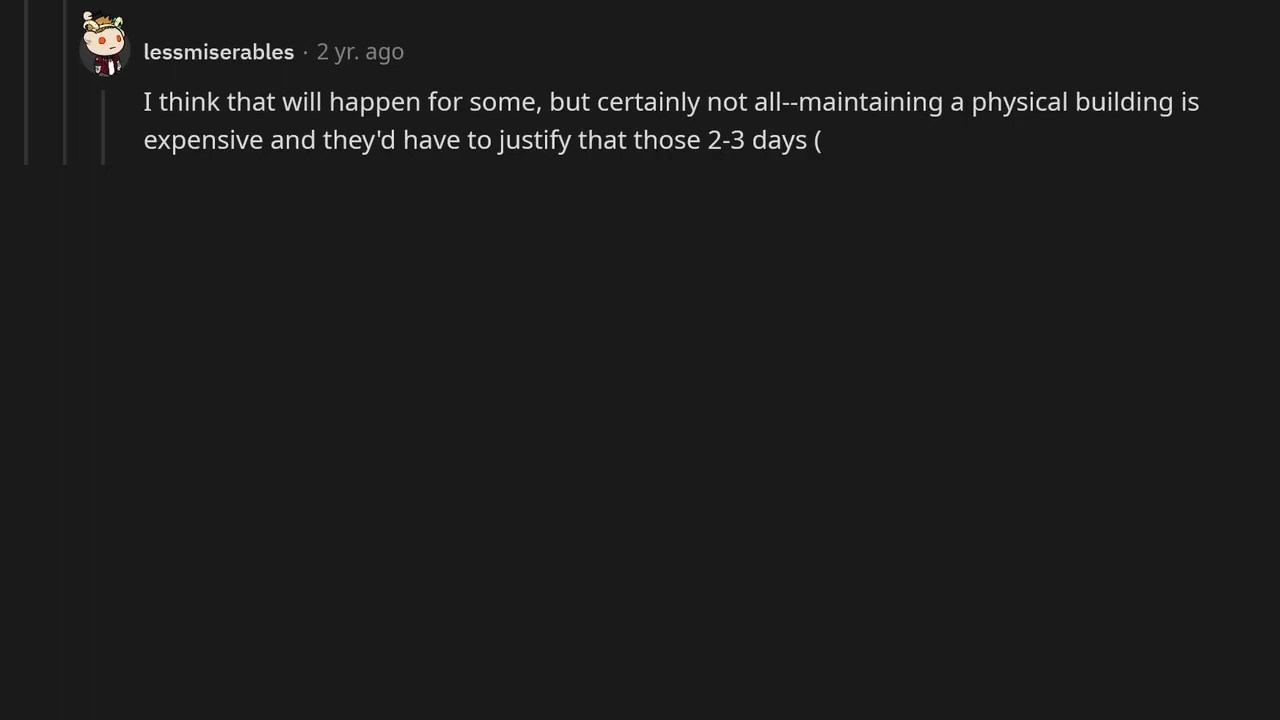 lessmiserables · 2 yr. ago
I think that will happen for some, but certainly not all--maintaining a physical building is
expensive and they'd have to justify that those 2-3 days (